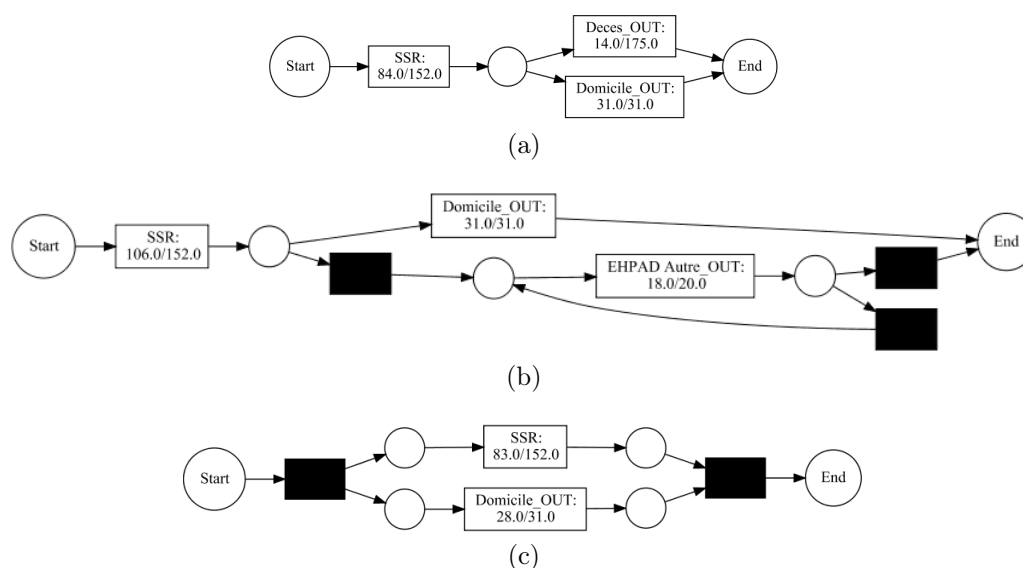 Deces_OUT:
14.0/175.0
Start
SSR:
84.0/152.0
End
Domicile_OUT:
31.0/31.0
(a)
Domicile_OUT:
31.0/31.0
Start
SSR:
106.0/152.0
End
EHPAD Autre_OUT:
18.0/20.0
(b)
SSR:
83.0/152.0
Start
End
Domicile_OUT:
28.0/31.0
(c)